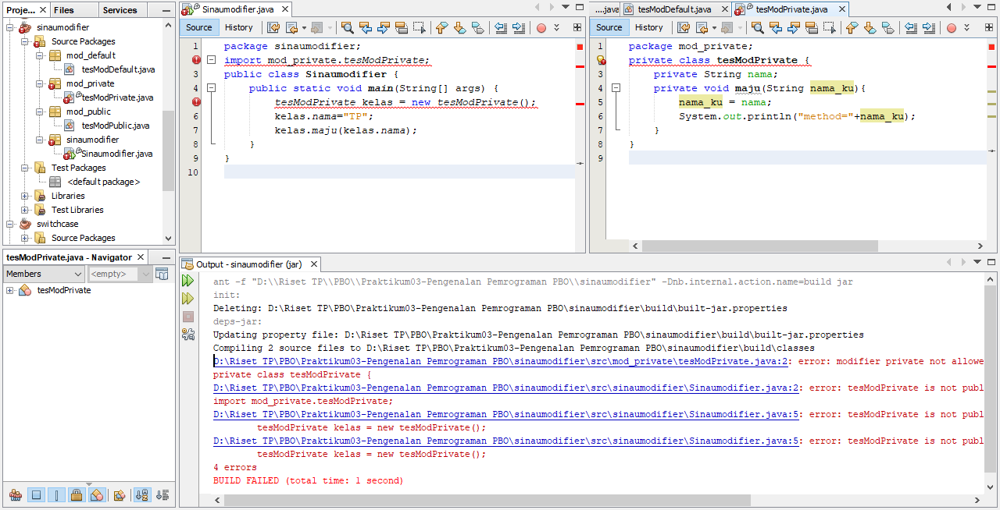 Proje...
Files
Services
sinaumodifier
Source Packages
mod_default
tesModDefault.java
mod_private
tesModPrivate.java
mod_public
tesModPublic.java
sinaumodifier
Sinaumodifier.java
Test Packages
<default package>
Libraries
Test Libraries
switchcase
Source Packages
tesModPrivate.java - Navigator
Members
<empty>
tesModPrivate
Sinaumodifier.java
Source
History
1 package sinaumodifier;
import mod_private.tesModPrivate;
3 public class Sinaumodifier {
4 public static void main(String[] args) {
tesModPrivate kelas = new tesModPrivate();
6 kelas.nama="TP";
7 kelas.maju(kelas.nama);
8 }
9 }
10
....java
tesModDefault.java
tesModPrivate.java
Source
History
1 package mod_private;
private class tesModPrivate {
3 private String nama;
4 private void maju(String nama_ku){
5 nama_ku = nama;
6 System.out.println("method="+nama_ku);
7 }
8 }
9
Output - sinaumodifier (jar)
ant -f "D:\\Riset TP\\PBO\\Praktikum03-Pengenalan Pemrograman PBO\\sinaumodifier" -Dnb.internal.action.name=build jar
init:
Deleting: D:\Riset TP\PBO\Praktikum03-Pengenalan Pemrograman PBO\sinaumodifier\build\built-jar.properties
deps-jar:
Updating property file: D:\Riset TP\PBO\Praktikum03-Pengenalan Pemrograman PBO\sinaumodifier\build\built-jar.properties
Compiling 2 source files to D:\Riset TP\PBO\Praktikum03-Pengenalan Pemrograman PBO\sinaumodifier\build\classes
D:\Riset TP\PBO\Praktikum03-Pengenalan Pemrograman PBO\sinaumodifier\src\mod_private\tesModPrivate.java:2: error: modifier private not allowe
private class tesModPrivate {
D:\Riset TP\PBO\Praktikum03-Pengenalan Pemrograman PBO\sinaumodifier\src\sinaumodifier\Sinaumodifier.java:2: error: tesModPrivate is not publ
import mod_private.tesModPrivate;
D:\Riset TP\PBO\Praktikum03-Pengenalan Pemrograman PBO\sinaumodifier\src\sinaumodifier\Sinaumodifier.java:5: error: tesModPrivate is not publ
tesModPrivate kelas = new tesModPrivate();
D:\Riset TP\PBO\Praktikum03-Pengenalan Pemrograman PBO\sinaumodifier\src\sinaumodifier\Sinaumodifier.java:5: error: tesModPrivate is not publ
tesModPrivate kelas = new tesModPrivate();
4 errors
BUILD FAILED (total time: 1 second)